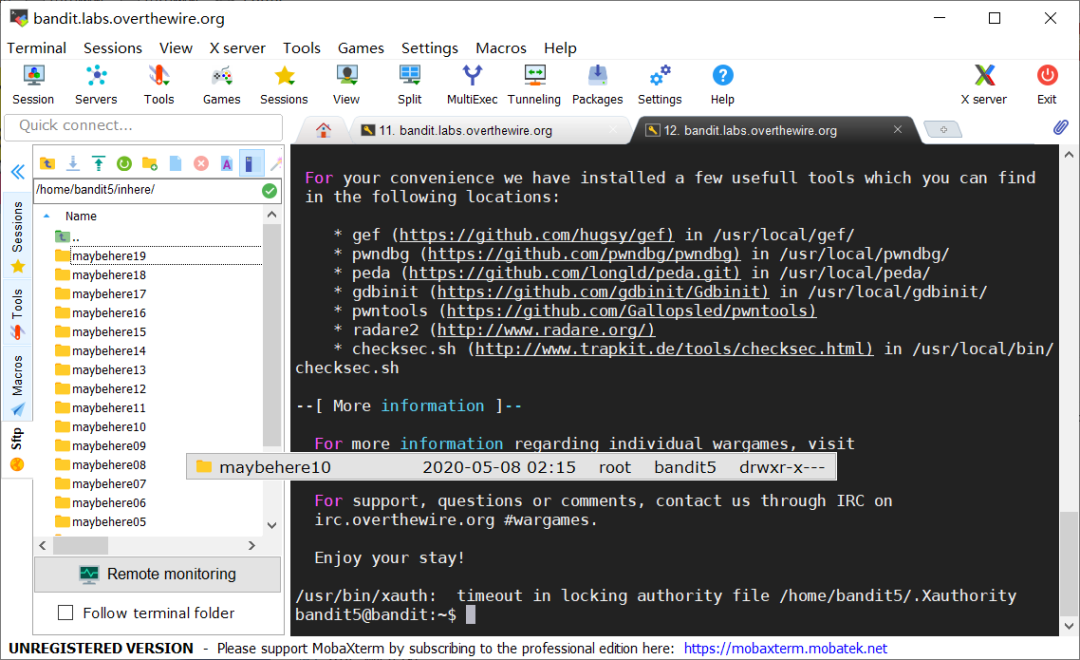 bandit.labs.overthewire.org
Terminal Sessions View X server Tools Games Settings Macros Help
Session Servers Tools Games Sessions View Split MultiExec Tunneling Packages Settings Help X server Exit
Quick connect...
11. bandit.labs.overthewire.org
12. bandit.labs.overthewire.org
/home/bandit5/inhere/
Name
..
maybehere19
maybehere18
maybehere17
maybehere16
maybehere15
maybehere14
maybehere13
maybehere12
maybehere11
maybehere10
maybehere09
maybehere08
maybehere07
maybehere06
maybehere05
Sessions
Tools
Macros
Sftp
maybehere10 2020-05-08 02:15 root bandit5 drwxr-x---
Remote monitoring
Follow terminal folder
For your convenience we have installed a few usefull tools which you can find
in the following locations:
* gef (https://github.com/hugsy/gef) in /usr/local/gef/
* pwndbg (https://github.com/pwndbg/pwndbg) in /usr/local/pwndbg/
* peda (https://github.com/longld/peda.git) in /usr/local/peda/
* gdbinit (https://github.com/gdbinit/Gdbinit) in /usr/local/gdbinit/
* pwntools (https://github.com/Gallopsled/pwntools)
* radare2 (http://www.radare.org/)
* checksec.sh (http://www.trapkit.de/tools/checksec.html) in /usr/local/bin/
checksec.sh
--[ More information ]--
For more information regarding individual wargames, visit
For support, questions or comments, contact us through IRC on
irc.overthewire.org #wargames.
Enjoy your stay!
/usr/bin/xauth:  timeout in locking authority file /home/bandit5/.Xauthority
bandit5@bandit:~$
UNREGISTERED VERSION - Please support MobaXterm by subscribing to the professional edition here: https://mobaxterm.mobatek.net